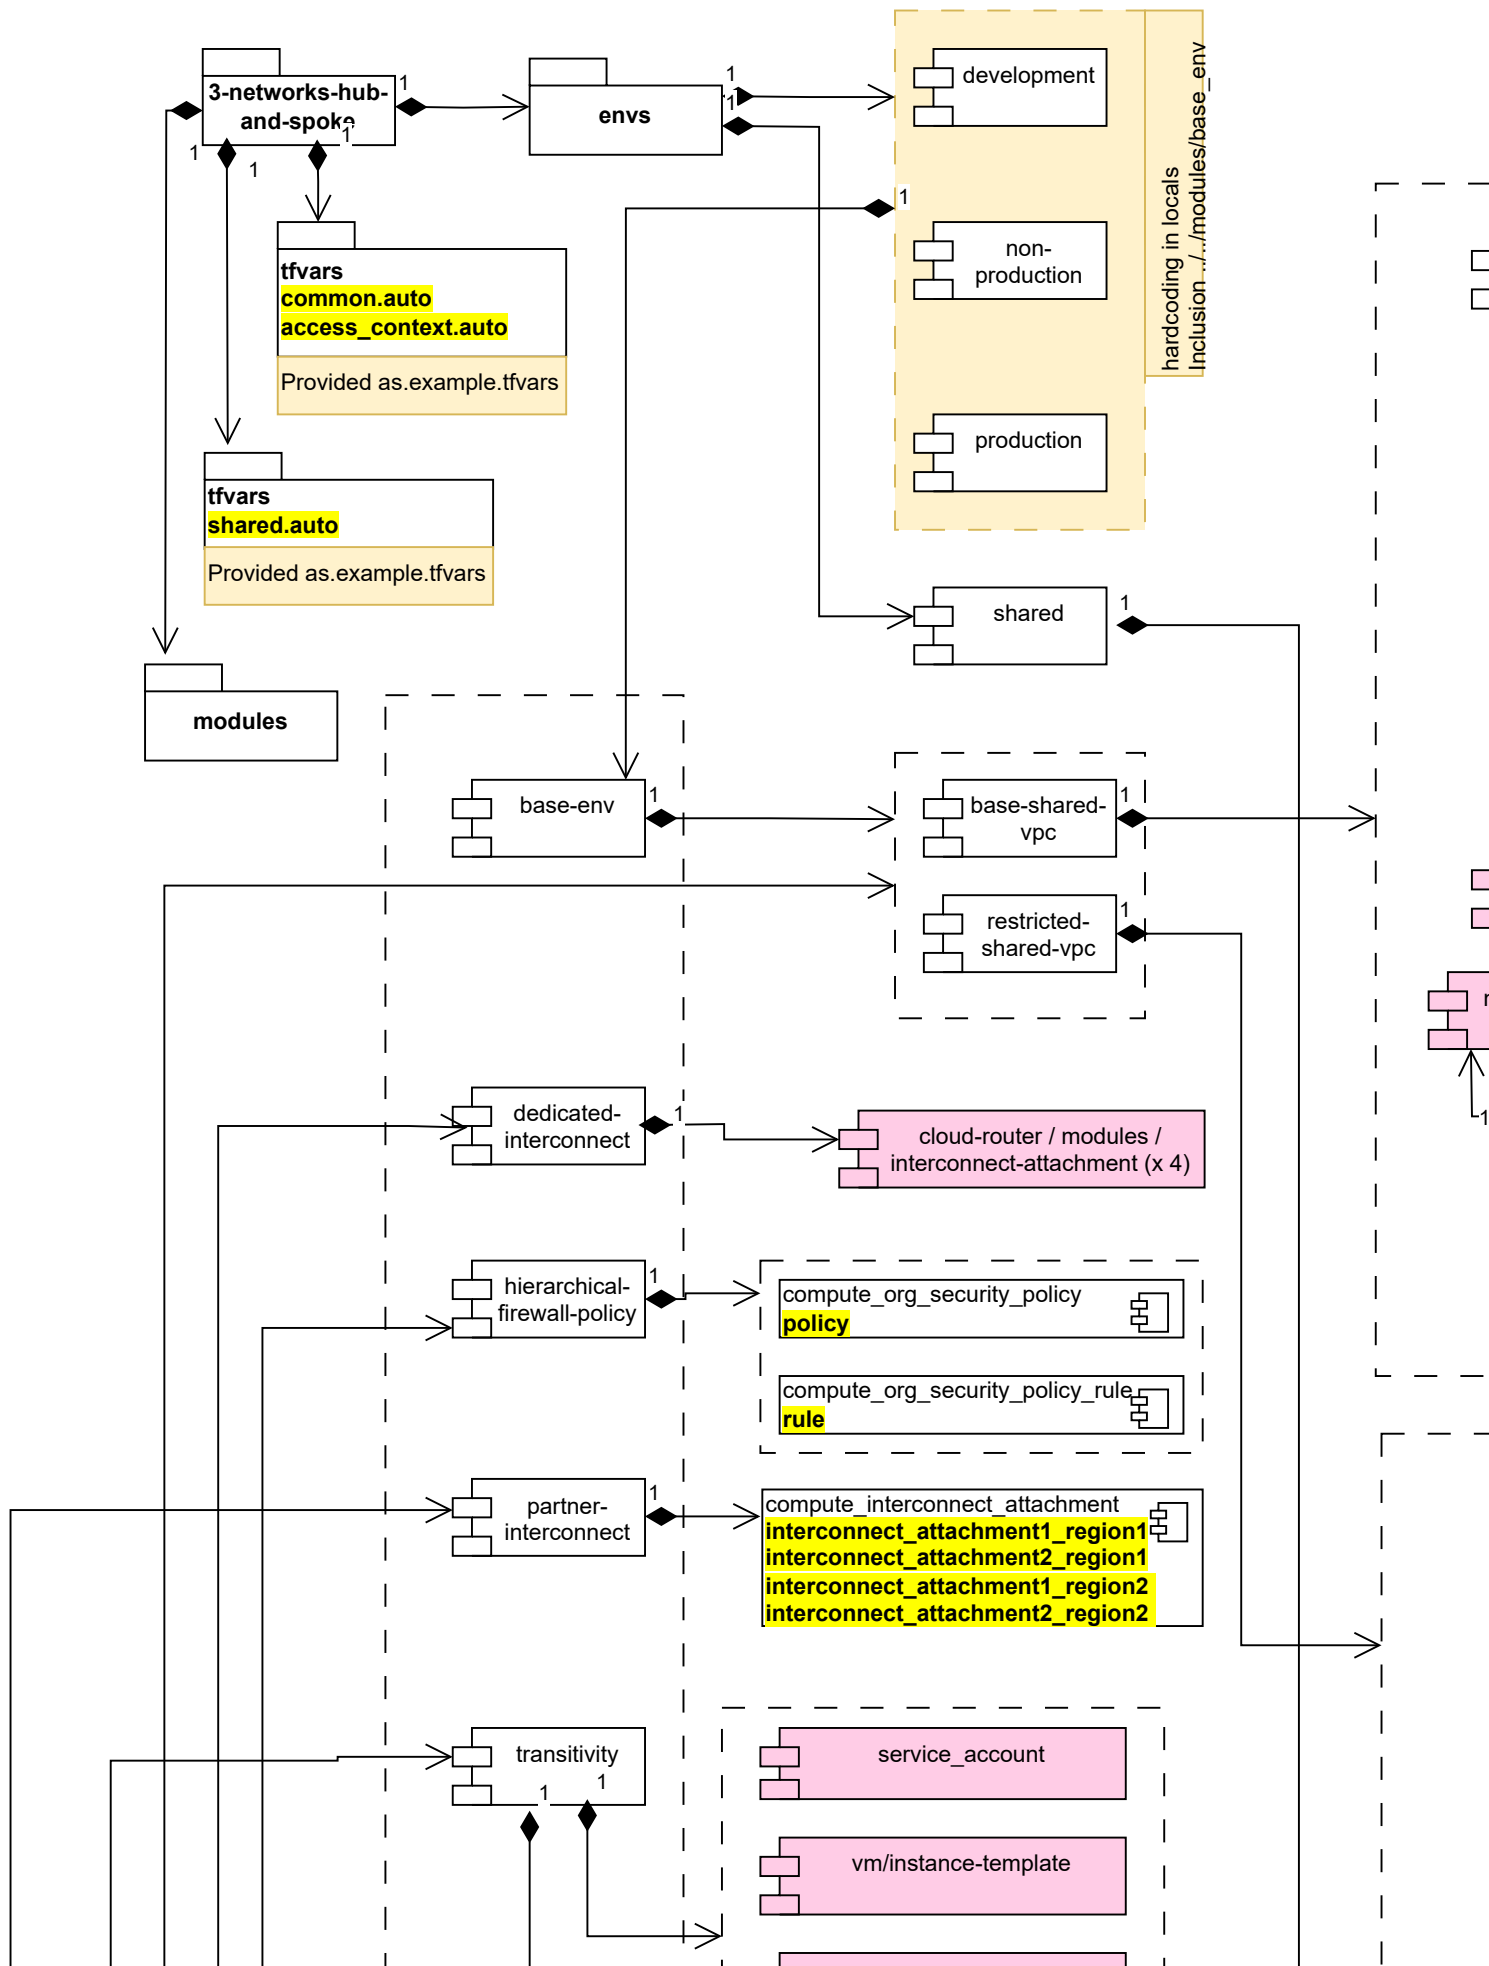 3-networks-hub-
and-spoke
1
1
1
1
envs
1
1
development
non-
production
production
hardcoding in locals
Inclusion ../../modules/base_env
1
tfvars
common.auto
access_context.auto
Provided as.example.tfvars
tfvars
shared.auto
Provided as.example.tfvars
shared
1
modules
base-env
1
base-shared-
vpc
1
restricted-
shared-vpc
1
dedicated-
interconnect
1
cloud-router / modules /
interconnect-attachment (x 4)
1
hierarchical-
firewall-policy
1
compute_org_security_policy
policy
compute_org_security_policy_rule
rule
partner-
interconnect
1
compute_interconnect_attachment
interconnect_attachment1_region1
interconnect_attachment2_region1
interconnect_attachment1_region2
interconnect_attachment2_region2
transitivity
1
1
service_account
vm/instance-template